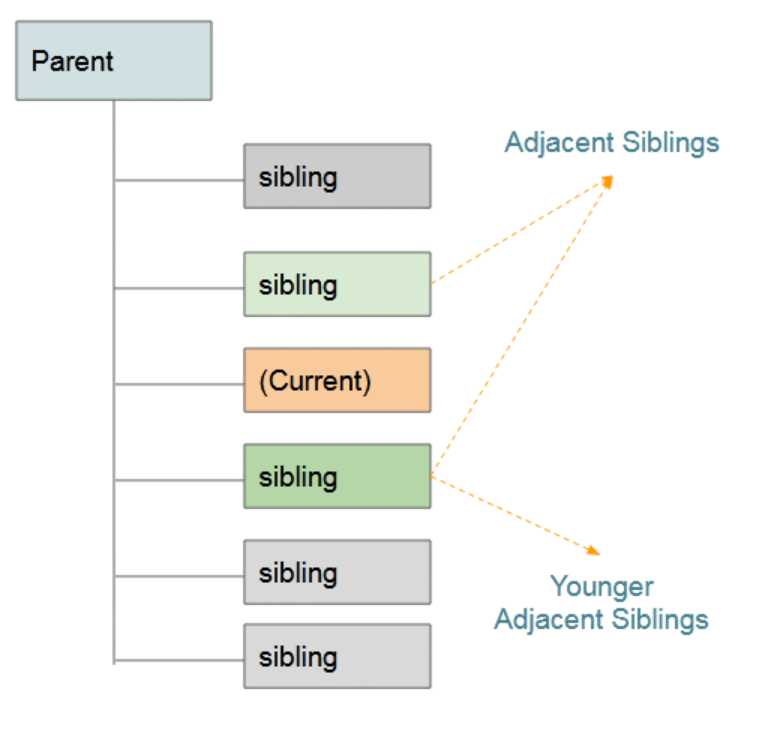 Parent
Adjacent Siblings
sibling
sibling
(Current)
sibling
sibling
Younger
Adjacent Siblings
sibling